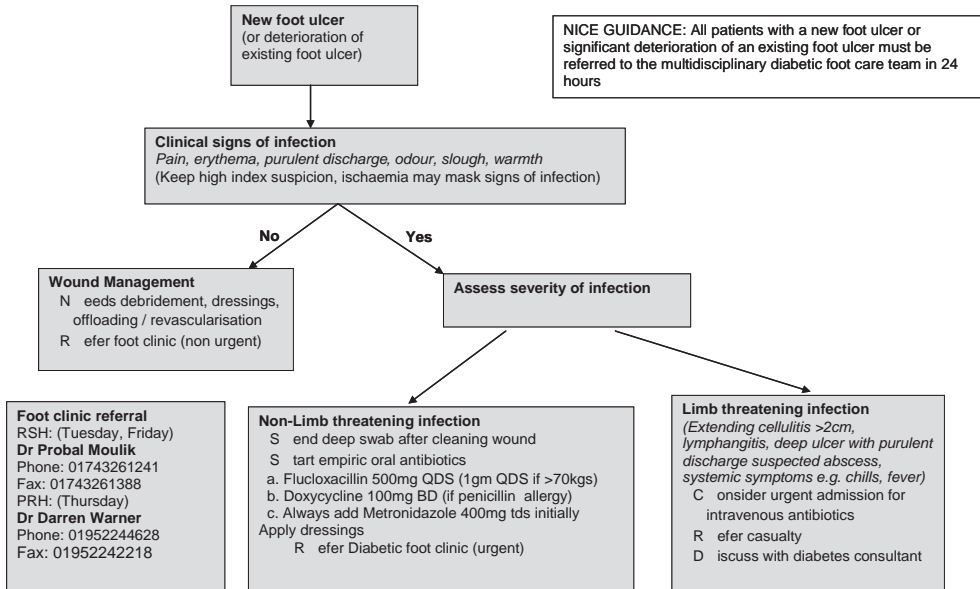 New foot ulcer
(or deterioration of
existing foot ulcer)
NICE GUIDANCE: All patients with a new foot ulcer or
significant deterioration of an existing foot ulcer must be
referred to the multidisciplinary diabetic foot care team in 24
hours
Clinical signs of infection
Pain, erythema, purulent discharge, odour, slough, warmth
(Keep high index suspicion, ischaemia may mask signs of infection)
No
Yes
Wound Management
N eeds debridement, dressings,
offloading / revascularisation
R efer foot clinic (non urgent)
Assess severity of infection
Foot clinic referral
RSH: (Tuesday, Friday)
Dr Probal Moulik
Phone: 01743261241
Fax: 01743261388
PRH: (Thursday)
Dr Darren Warner
Phone: 01952244628
Fax: 01952242218
Non-Limb threatening infection
S end deep swab after cleaning wound
S tart empiric oral antibiotics
a. Flucloxacillin 500mg QDS (1gm QDS if >70kgs)
b. Doxycycline 100mg BD (if penicillin allergy)
c. Always add Metronidazole 400mg tds initially
Apply dressings
R efer Diabetic foot clinic (urgent)
Limb threatening infection
(Extending cellulitis >2cm,
lymphangitis, deep ulcer with purulent
discharge suspected abscess,
systemic symptoms e.g. chills, fever)
C onsider urgent admission for
intravenous antibiotics
R efer casualty
D iscuss with diabetes consultant